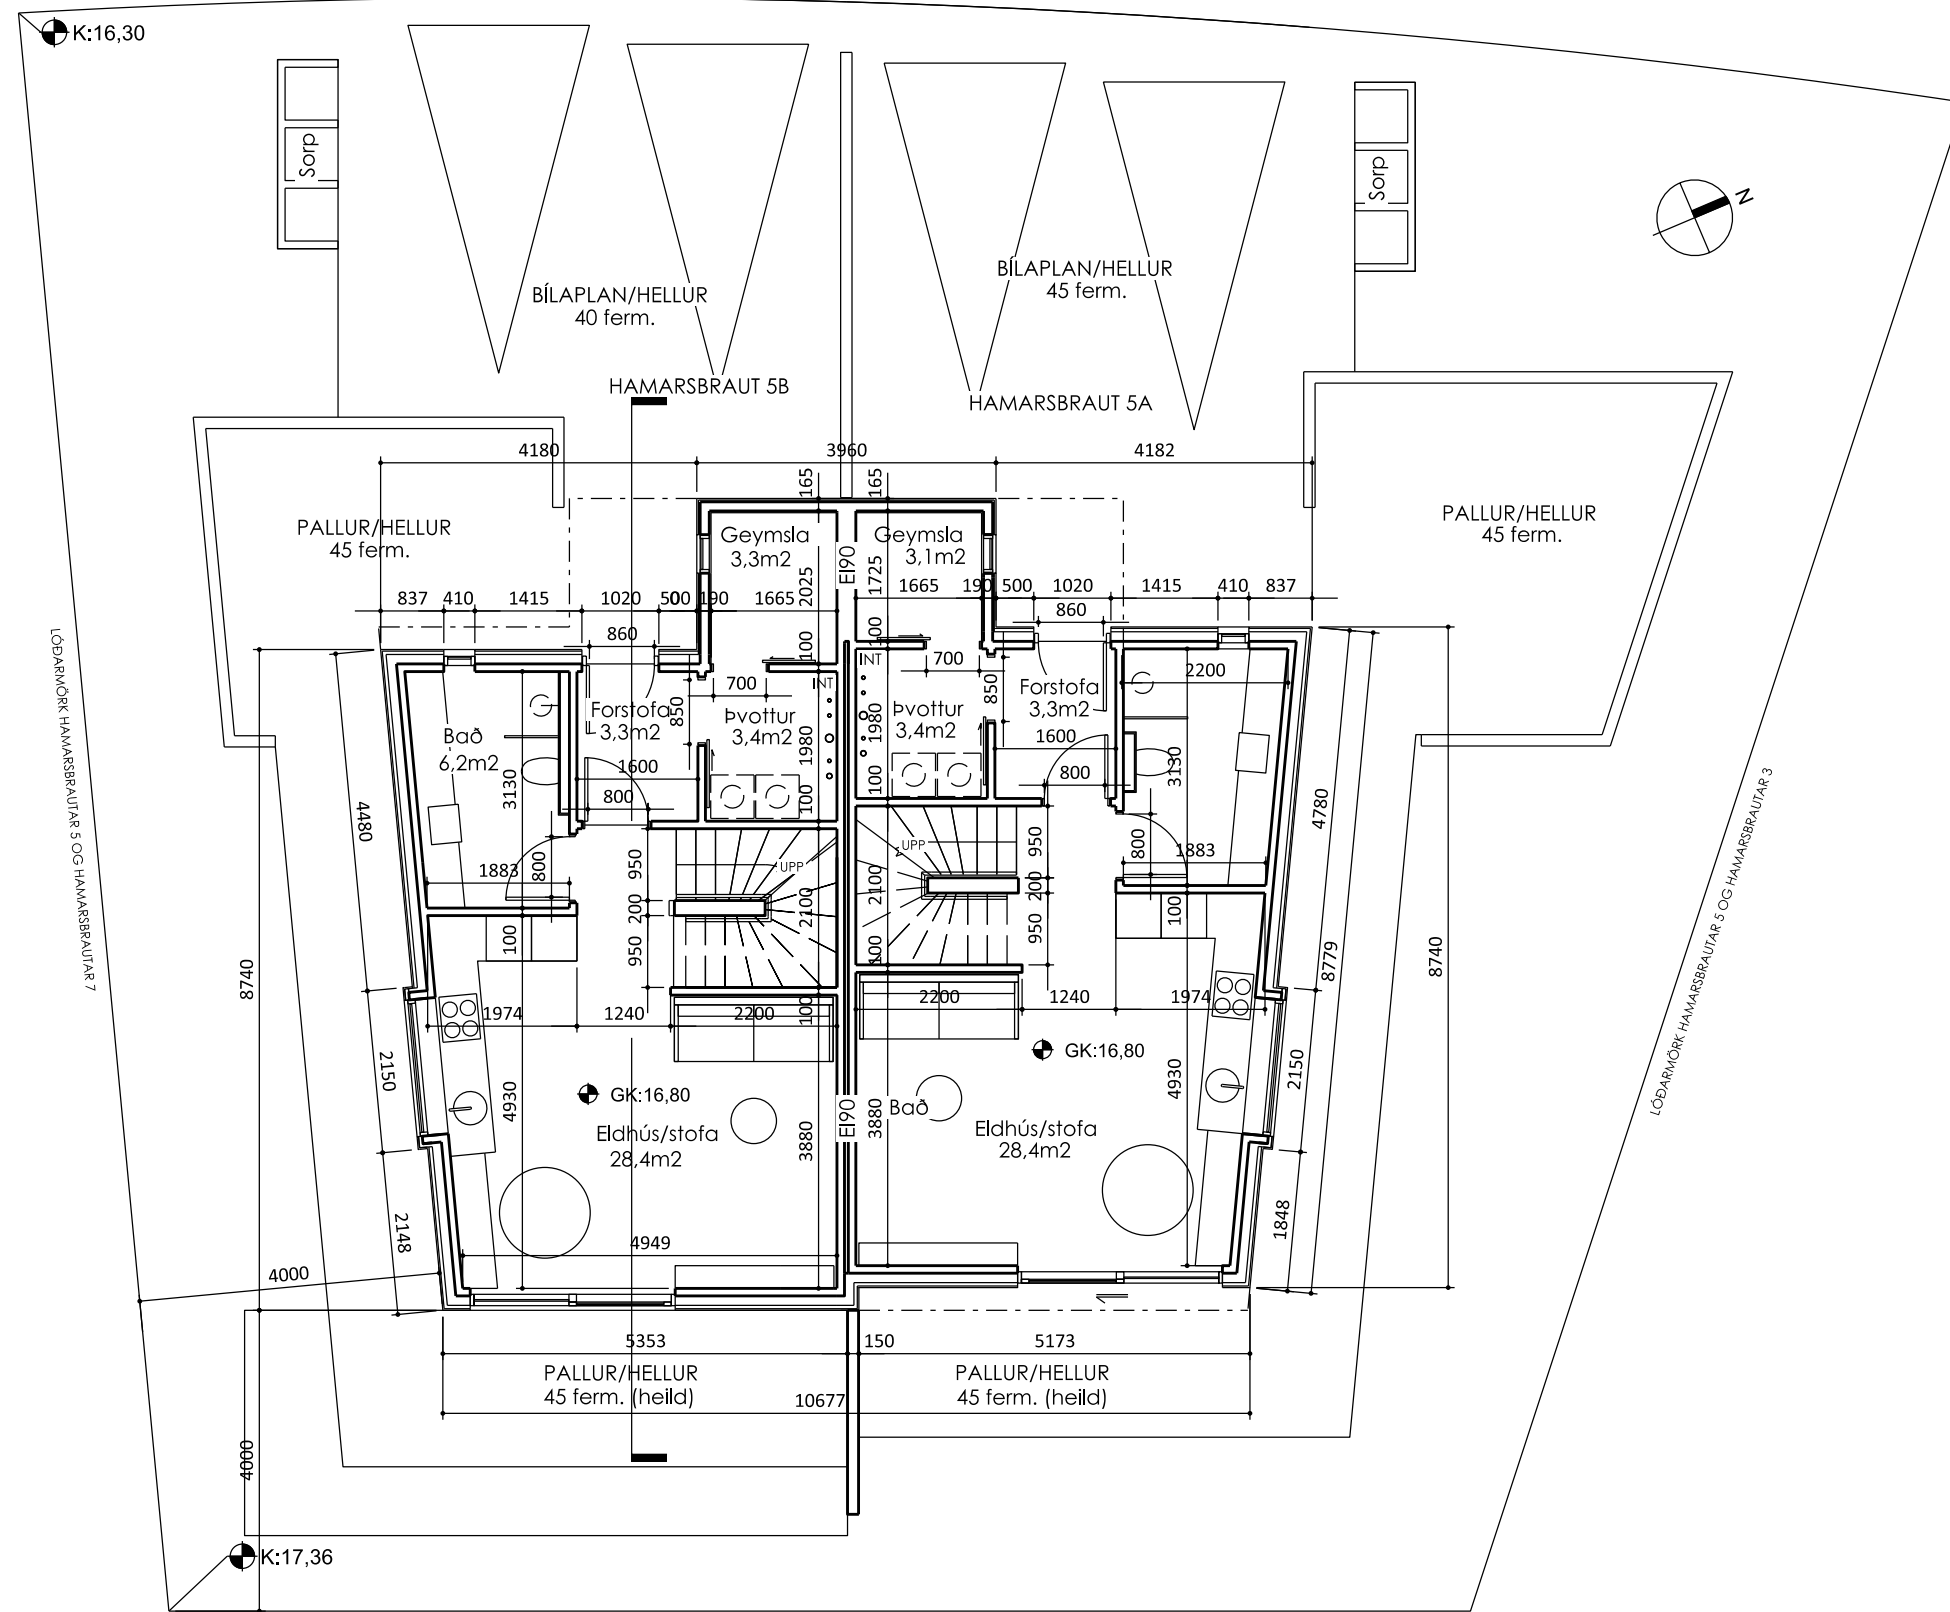 K:16,30
Sorp
Sorp
N
BÍLAPLAN/HELLUR
40 ferm.
BÍLAPLAN/HELLUR
45 ferm.
HAMARSBRAUT 5B
HAMARSBRAUT 5A
4180
3960
4182
165
165
PALLUR/HELLUR
45 ferm.
Geymsla
3,3m2
EI90
Geymsla
3,1m2
PALLUR/HELLUR
45 ferm.
2025
1725
837
410
1415
1020
500
190
1665
1665
190
500
1020
1415
410
837
860
860
100
100
INT
INT
700
700
850
850
2200
Forstofa
3,3m2
Þvottur
3,4m2
Þvottur
3,4m2
Forstofa
3,3m2
Bað
6,2m2
1980
1980
1600
1600
3130
3130
800
800
100
100
LÓÐARMÖRK HAMARSBRAUTAR 5 OG HAMARSBRAUTAR 7
LÓÐARMÖRK HAMARSBRAUTAR 5 OG HAMARSBRAUTAR 3
4480
4780
UPP
UPP
950
950
800
800
1883
1883
200
2100
2100
200
950
950
100
100
100
100
8740
8779
8740
1974
1240
2200
2200
1240
1974
2150
2150
GK:16,80
GK:16,80
4930
4930
Bað
Eldhús/stofa
28,4m2
3880
EI90
3880
Eldhús/stofa
28,4m2
2148
1848
4949
4000
5353
150
5173
PALLUR/HELLUR
45 ferm. (heild)
PALLUR/HELLUR
45 ferm. (heild)
10677
4000
K:17,36